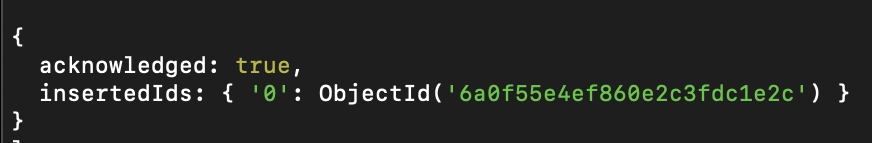 {
  acknowledged: true,
  insertedIds: { '0': ObjectId('6a0f55e4ef860e2c3fdc1e2c') }
}